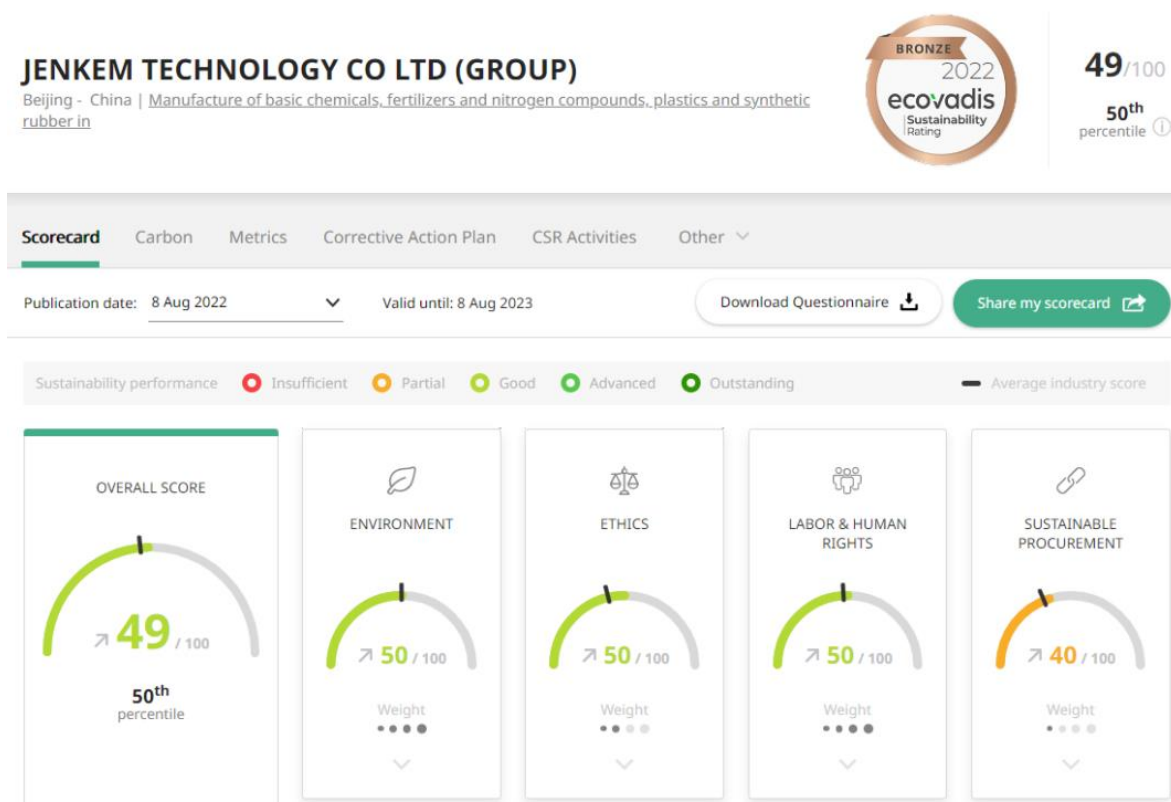 JENKEM TECHNOLOGY CO LTD (GROUP)
Beijing - China | Manufacture of basic chemicals, fertilizers and nitrogen compounds, plastics and synthetic
rubber in
BRONZE
2022
ecovadis
Sustainability
Rating
49/100
50th
percentile
Scorecard Carbon Metrics Corrective Action Plan CSR Activities Other
Publication date: 8 Aug 2022 Valid until: 8 Aug 2023 Download Questionnaire Share my scorecard
Sustainability performance Insufficient Partial Good Advanced Outstanding Average industry score
OVERALL SCORE
49 / 100
50th
percentile
ENVIRONMENT
50 / 100
Weight
ETHICS
50 / 100
Weight
LABOR & HUMAN
RIGHTS
50 / 100
Weight
SUSTAINABLE
PROCUREMENT
40 / 100
Weight